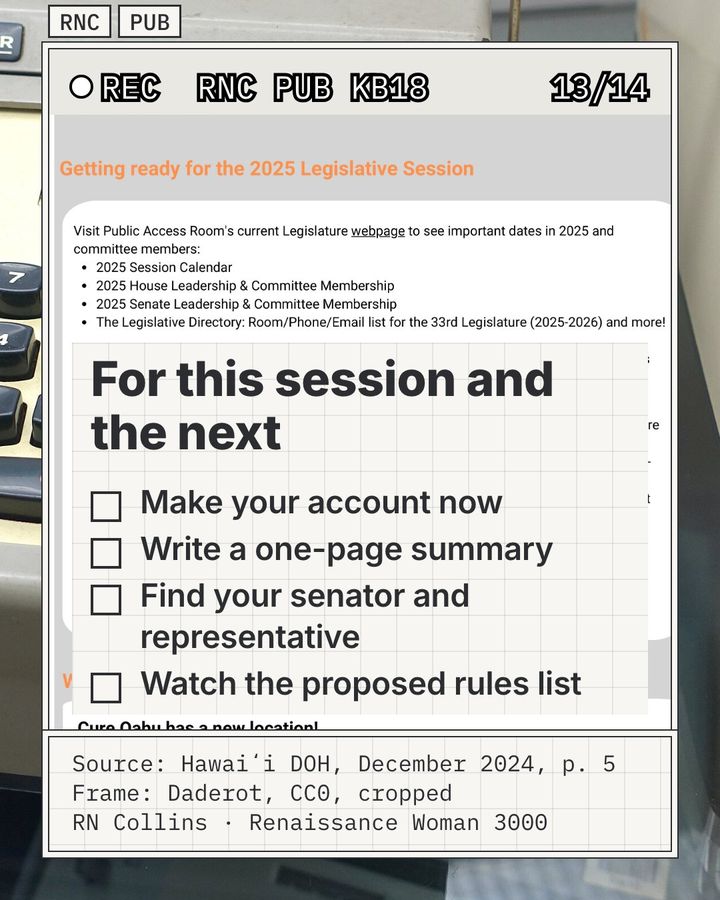 RNC PUB
R
REC RNC PUB KB18 13/14
Getting ready for the 2025 Legislative Session
Visit Public Access Room's current Legislature webpage to see important dates in 2025 and
committee members:
• 2025 Session Calendar
• 2025 House Leadership & Committee Membership
• 2025 Senate Leadership & Committee Membership
• The Legislative Directory: Room/Phone/Email list for the 33rd Legislature (2025-2026) and more!
7
4
For this session and
the next
Make your account now
Write a one-page summary
Find your senator and
representative
Watch the proposed rules list
Cure Oahu has a new location!
Source: Hawaiʻi DOH, December 2024, p. 5
Frame: Daderot, CC0, cropped
RN Collins · Renaissance Woman 3000